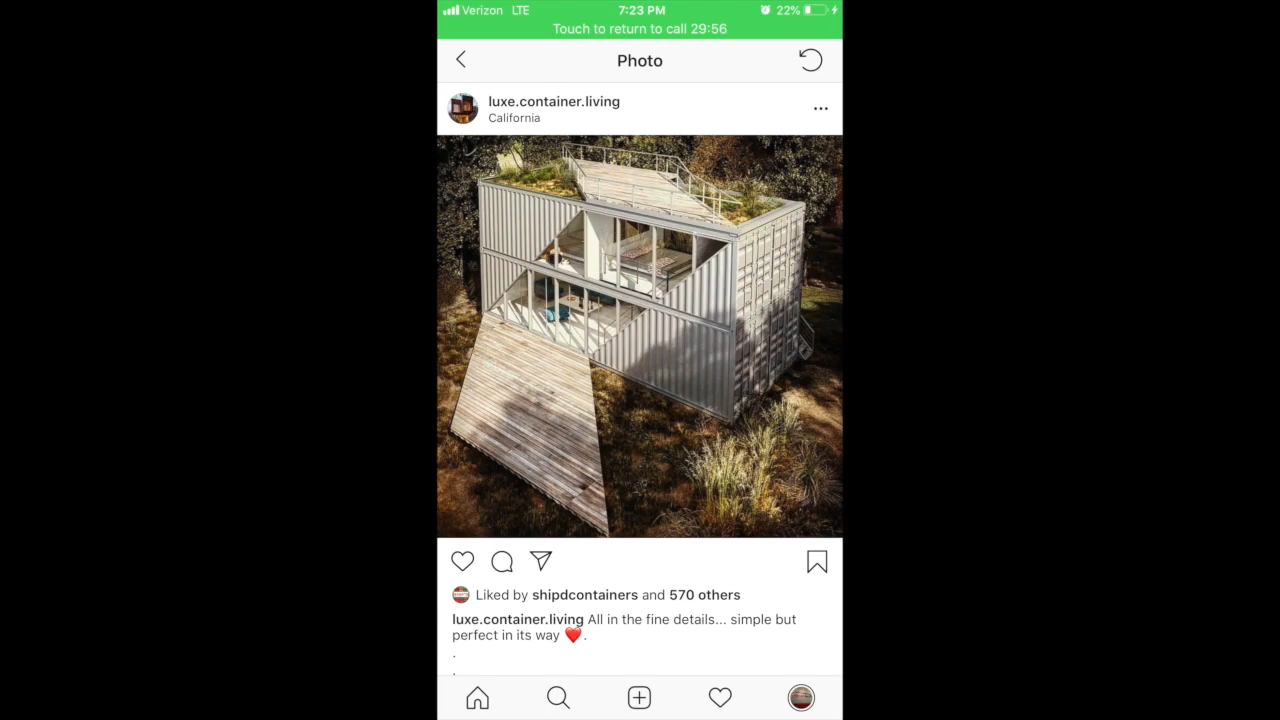 Verizon LTE 7:23 PM 22%
Touch to return to call 29:56
Photo
luxe.container.living
California
Liked by shipdcontainers and 570 others
luxe.container.living All in the fine details... simple but
perfect in its way ❤️.
.
.